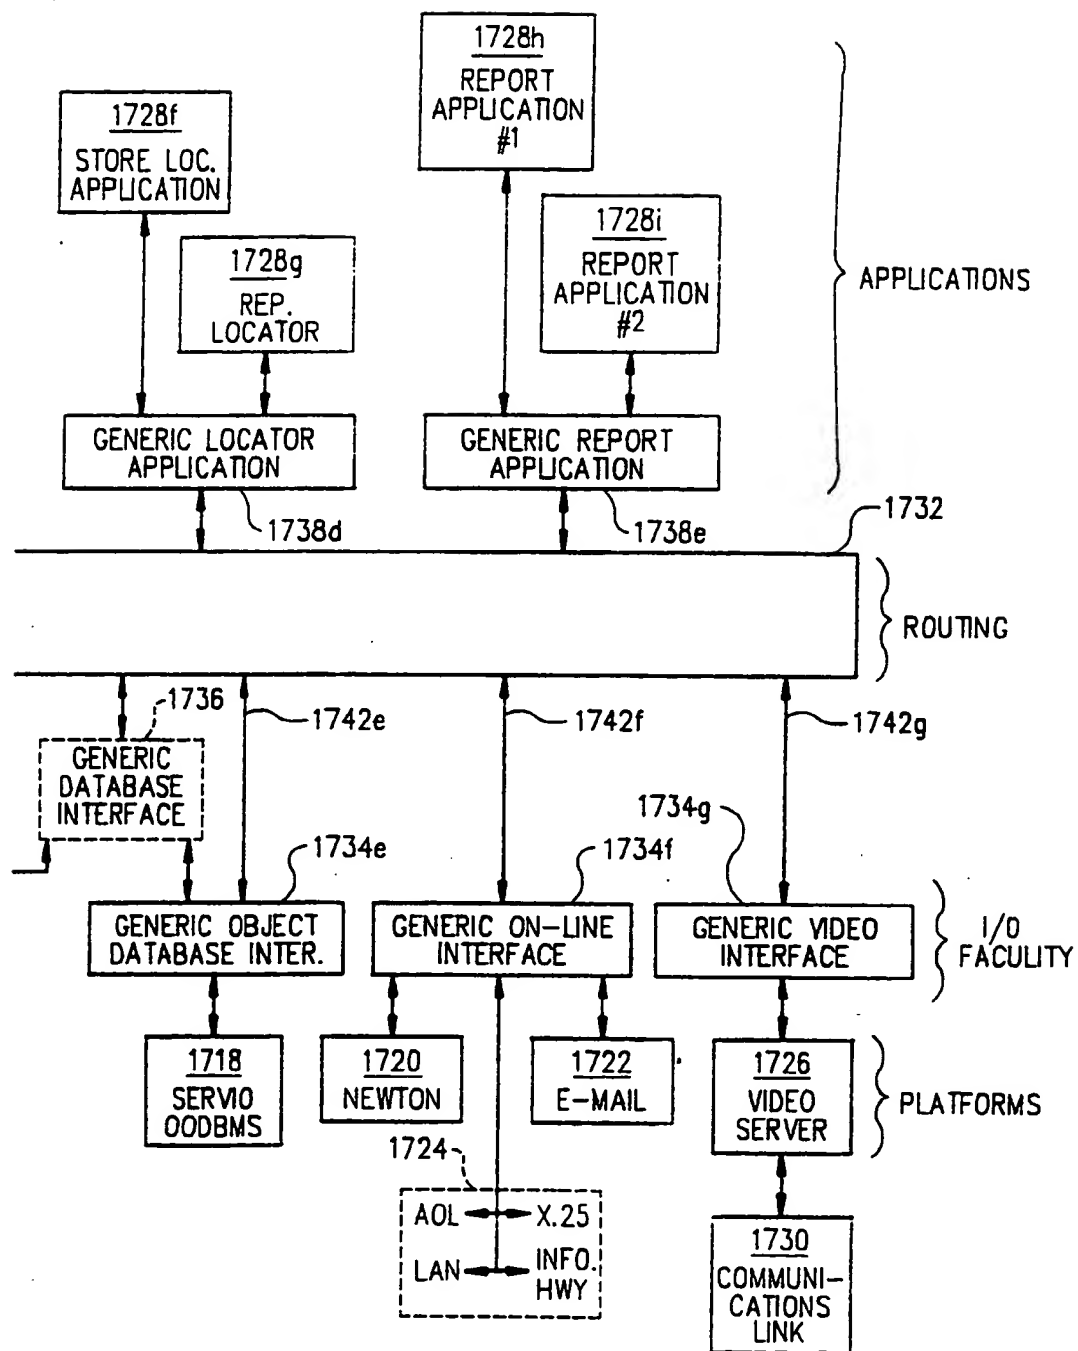 1728h
REPORT
APPLICATION
#1
1728f
STORE LOC.
APPLICATION
1728i
REPORT
APPLICATION
#2
1728g
REP.
LOCATOR
APPLICATIONS
GENERIC LOCATOR
APPLICATION
GENERIC REPORT
APPLICATION
1738d
1738e
1732
ROUTING
1736
1742e
1742f
1742g
GENERIC
DATABASE
INTERFACE
1734e
1734f
1734g
GENERIC OBJECT
DATABASE INTER.
GENERIC ON-LINE
INTERFACE
GENERIC VIDEO
INTERFACE
I/O
FACULITY
1718
SERVIO
OODBMS
1720
NEWTON
1722
E-MAIL
1726
VIDEO
SERVER
PLATFORMS
1724
AOL
X.25
LAN
INFO.
HWY
1730
COMMUNI-
CATIONS
LINK